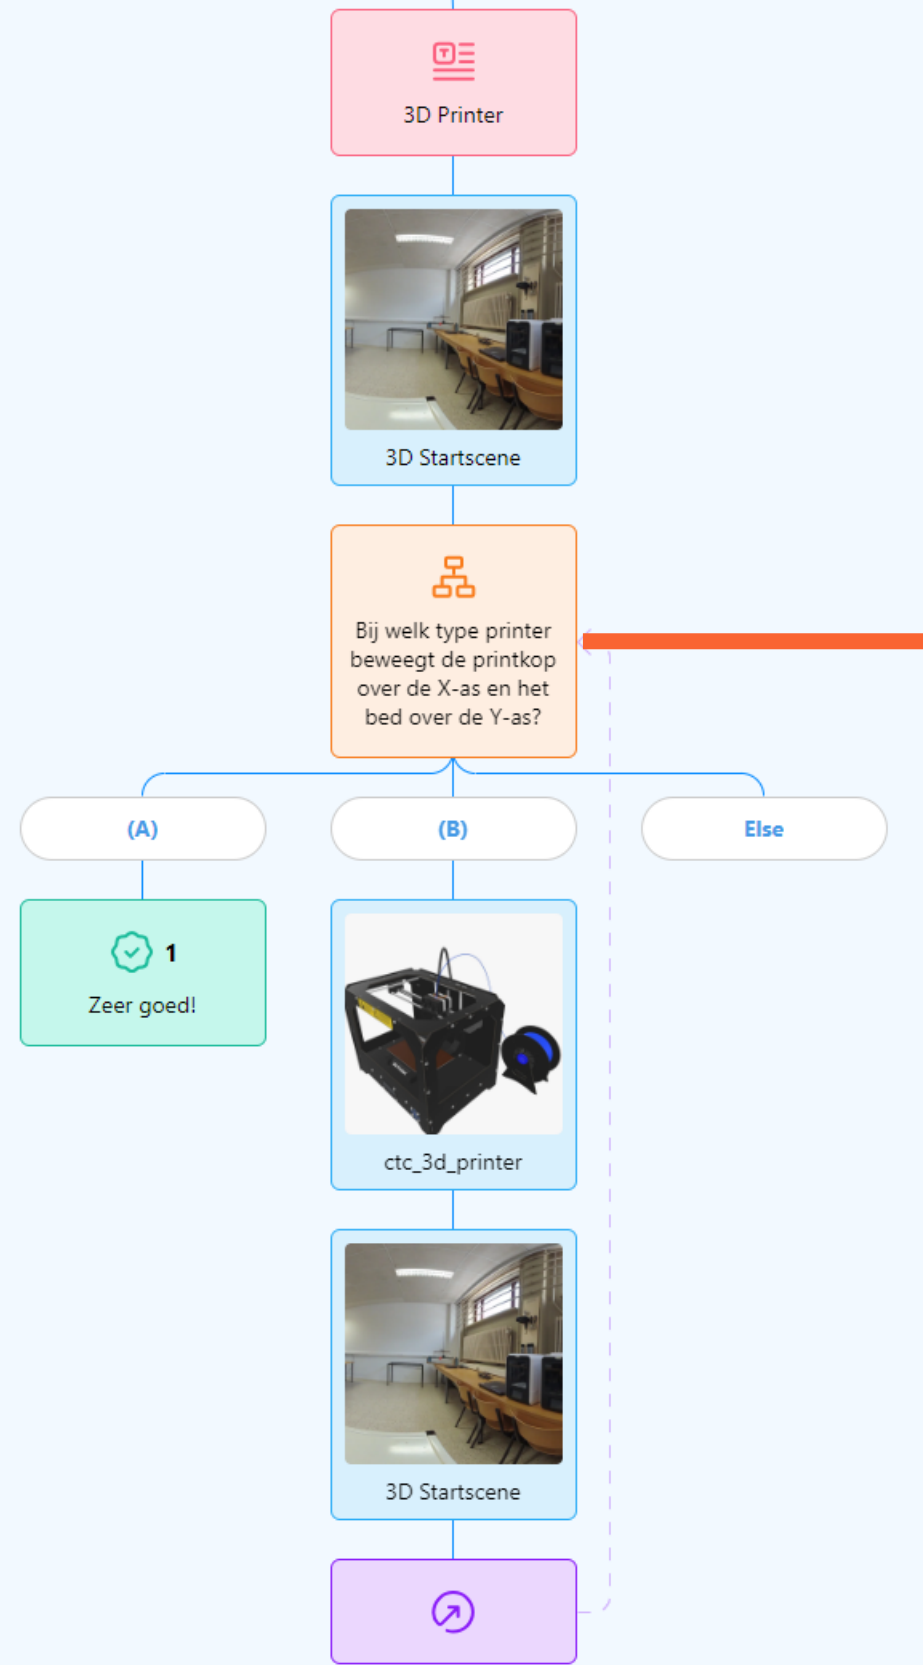 3D Printer
3D Startscene
Bij welk type printer
beweegt de printkop
over de X-as en het
bed over de Y-as?
(A)
(B)
Else
1
Zeer goed!
ctc_3d_printer
3D Startscene